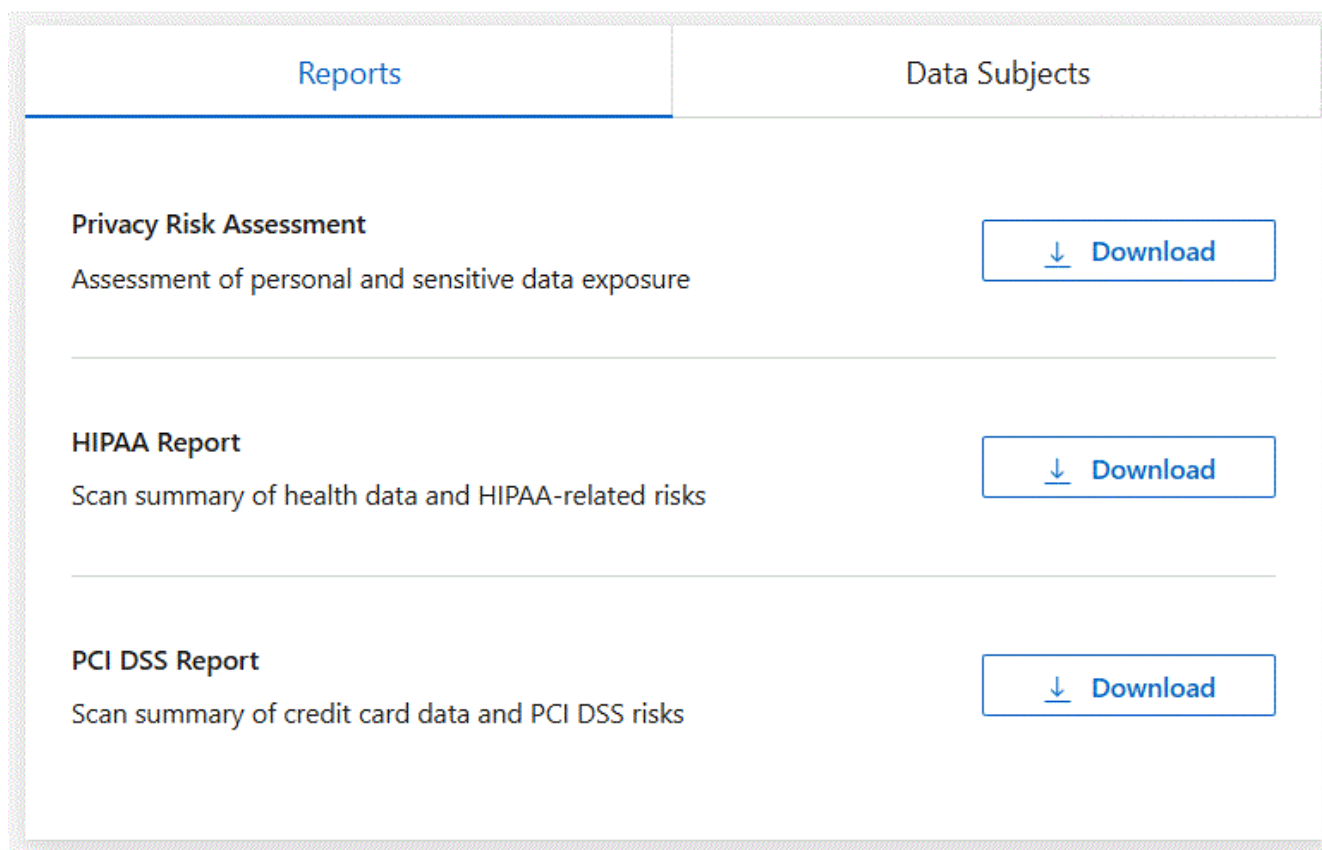 Reports
Data Subjects
Privacy Risk Assessment
Download
Assessment of personal and sensitive data exposure
HIPAA Report
Download
Scan summary of health data and HIPAA-related risks
PCI DSS Report
Download
Scan summary of credit card data and PCI DSS risks